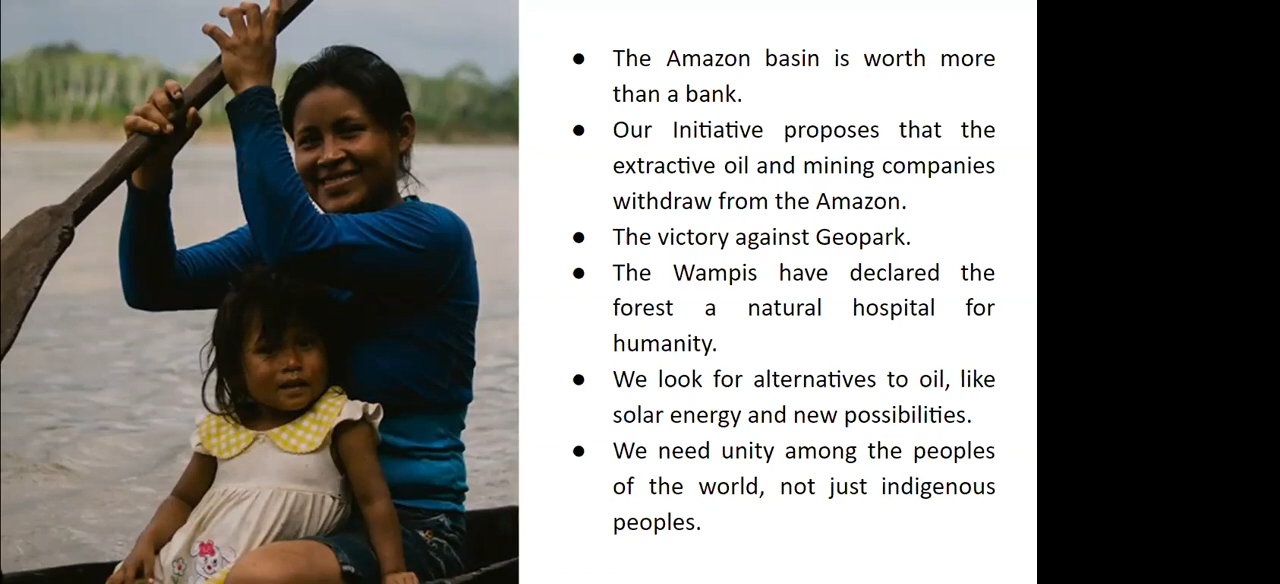 ● The Amazon basin is worth more
than a bank.
● Our Initiative proposes that the
extractive oil and mining companies
withdraw from the Amazon.
● The victory against Geopark.
● The Wampis have declared the
forest a natural hospital for
humanity.
● We look for alternatives to oil, like
solar energy and new possibilities.
● We need unity among the peoples
of the world, not just indigenous
peoples.